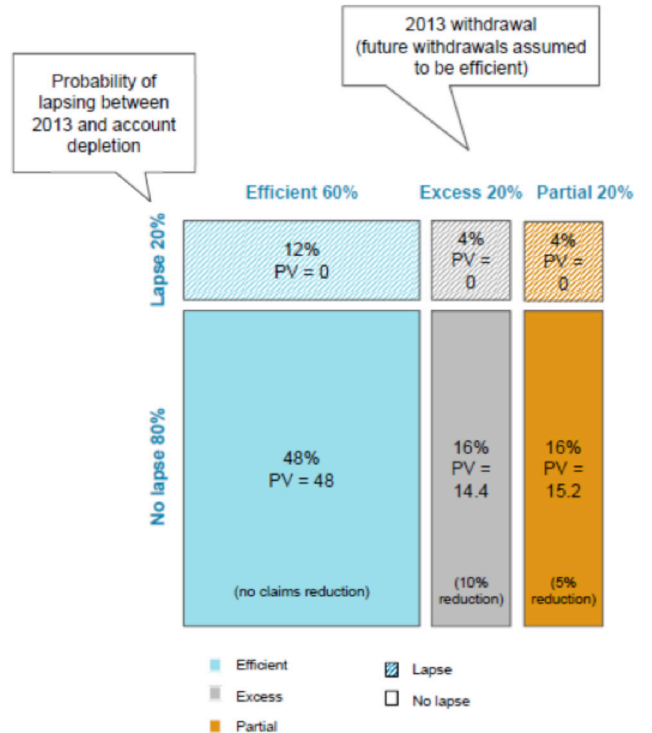 2013 withdrawal
(future withdrawals assumed
to be efficient)
Probability of
lapsing between
2013 and account
depletion
Efficient 60%
Excess 20%
Partial 20%
Lapse 20%
12%
PV = 0
4%
PV =
0
4%
PV =
0
No lapse 80%
48%
PV = 48
16%
PV =
14.4
16%
PV =
15.2
(no claims reduction)
(10%
reduction)
(5%
reduction)
Efficient
Lapse
Excess
No lapse
Partial